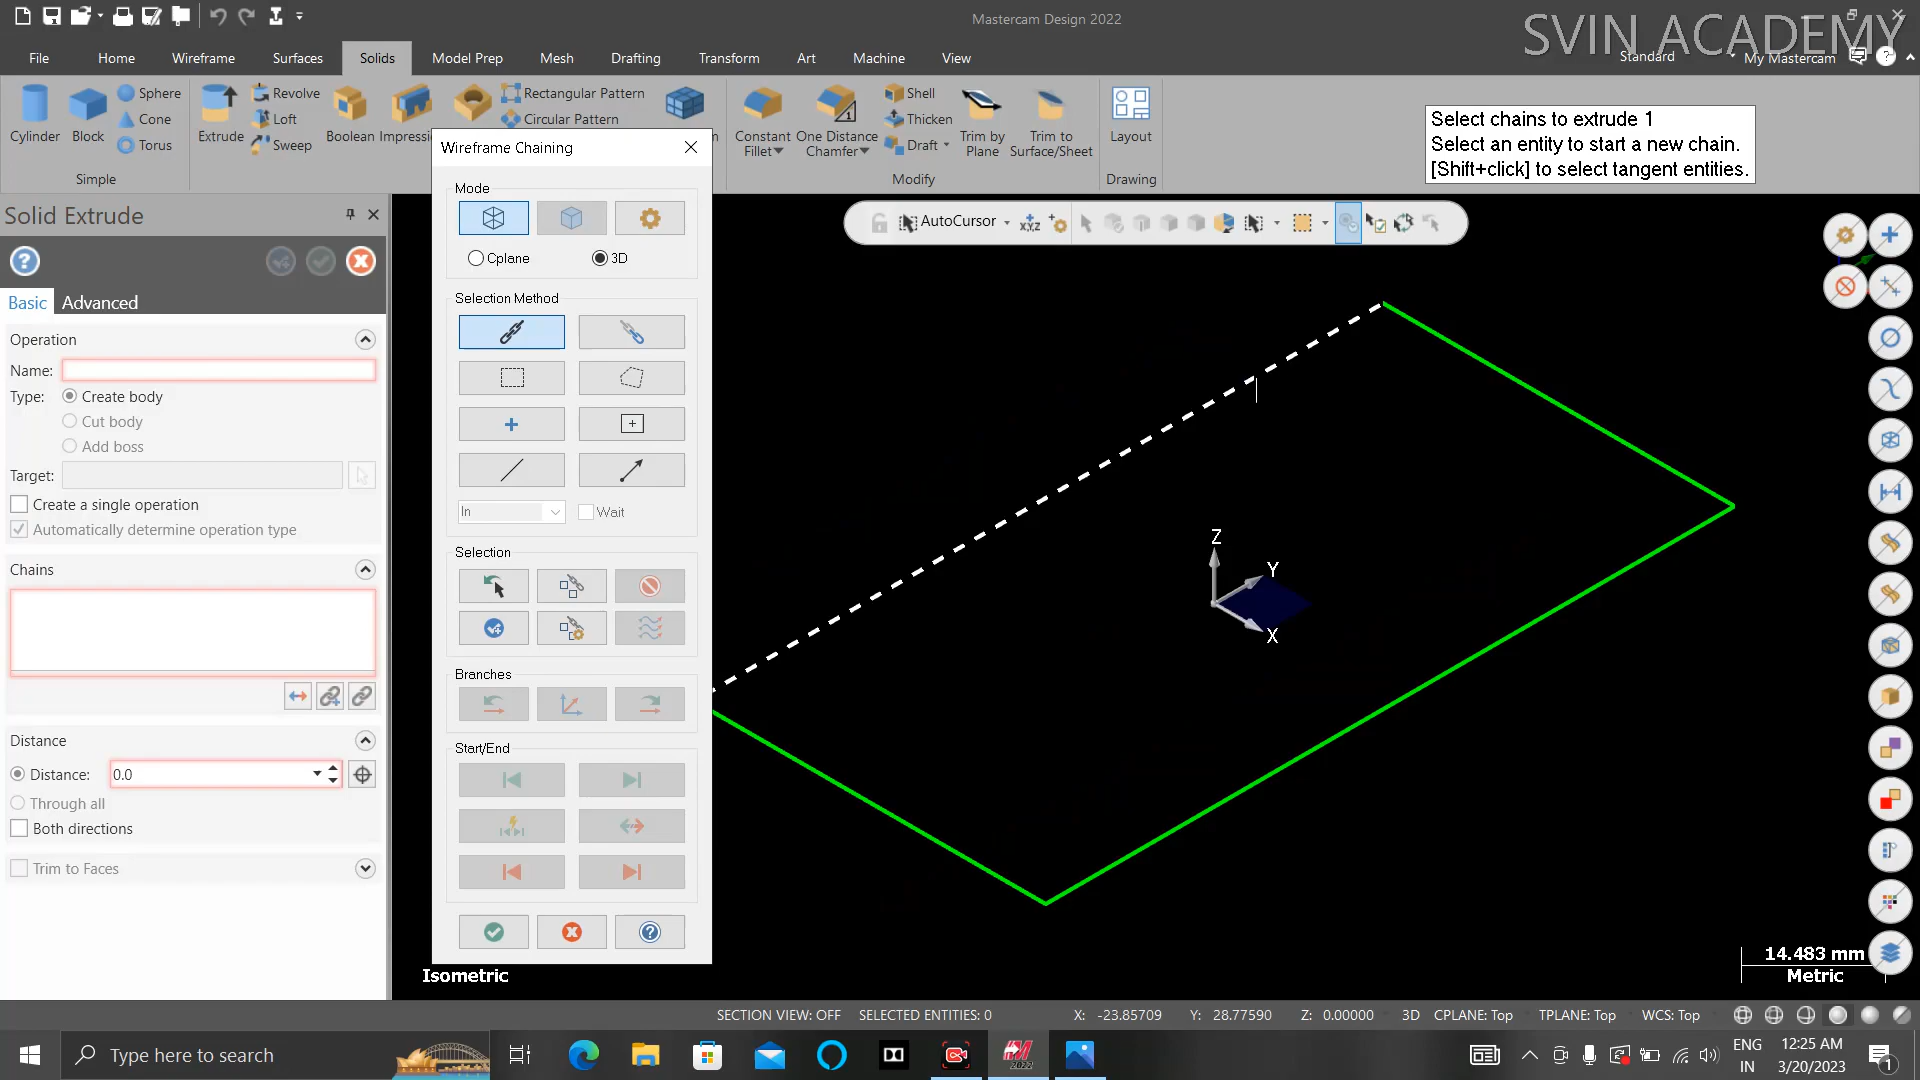 Mastercam Design 2022
SVIN ACADEMY
File
Home
Wireframe
Surfaces
Solids
Model Prep
Mesh
Drafting
Transform
Art
Machine
View
Standard
My Mastercam
Cylinder
Block
Sphere
Cone
Torus
Simple
Extrude
Revolve
Loft
Sweep
Boolean
Rectangular Pattern
Circular Pattern
Constant
Fillet
One Distance
Chamfer
Shell
Thicken
Draft
Trim by
Plane
Trim to
Surface/Sheet
Modify
Layout
Drawing
Select chains to extrude 1
Select an entity to start a new chain.
[Shift+click] to select tangent entities.
AutoCursor
XYZ
Solid Extrude
Basic
Advanced
Operation
Name:
Type:
Create body
Cut body
Add boss
Target:
Create a single operation
Automatically determine operation type
Chains
Distance
Distance:
0.0
Through all
Both directions
Trim to Faces
Wireframe Chaining
Mode
Cplane
3D
Selection Method
In
Wait
Selection
Branches
Start/End
Z
Y
X
Isometric
14.483 mm
Metric
SECTION VIEW: OFF
SELECTED ENTITIES: 0
X: -23.85709
Y: 28.77590
Z: 0.00000
3D
CPLANE: Top
TPLANE: Top
WCS: Top
Type here to search
2022
ENG
IN
12:25 AM
3/20/2023
1